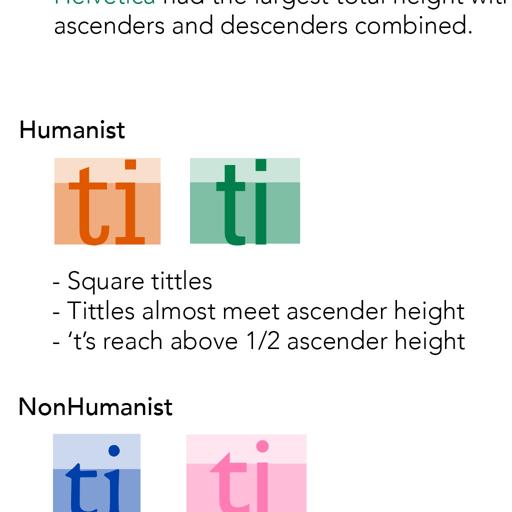 Helvetica had the largest total height with
ascenders and descenders combined.
Humanist
ti ti
- Square tittles
- Tittles almost meet ascender height
- ‘t’s reach above 1/2 ascender height
NonHumanist
ti ti